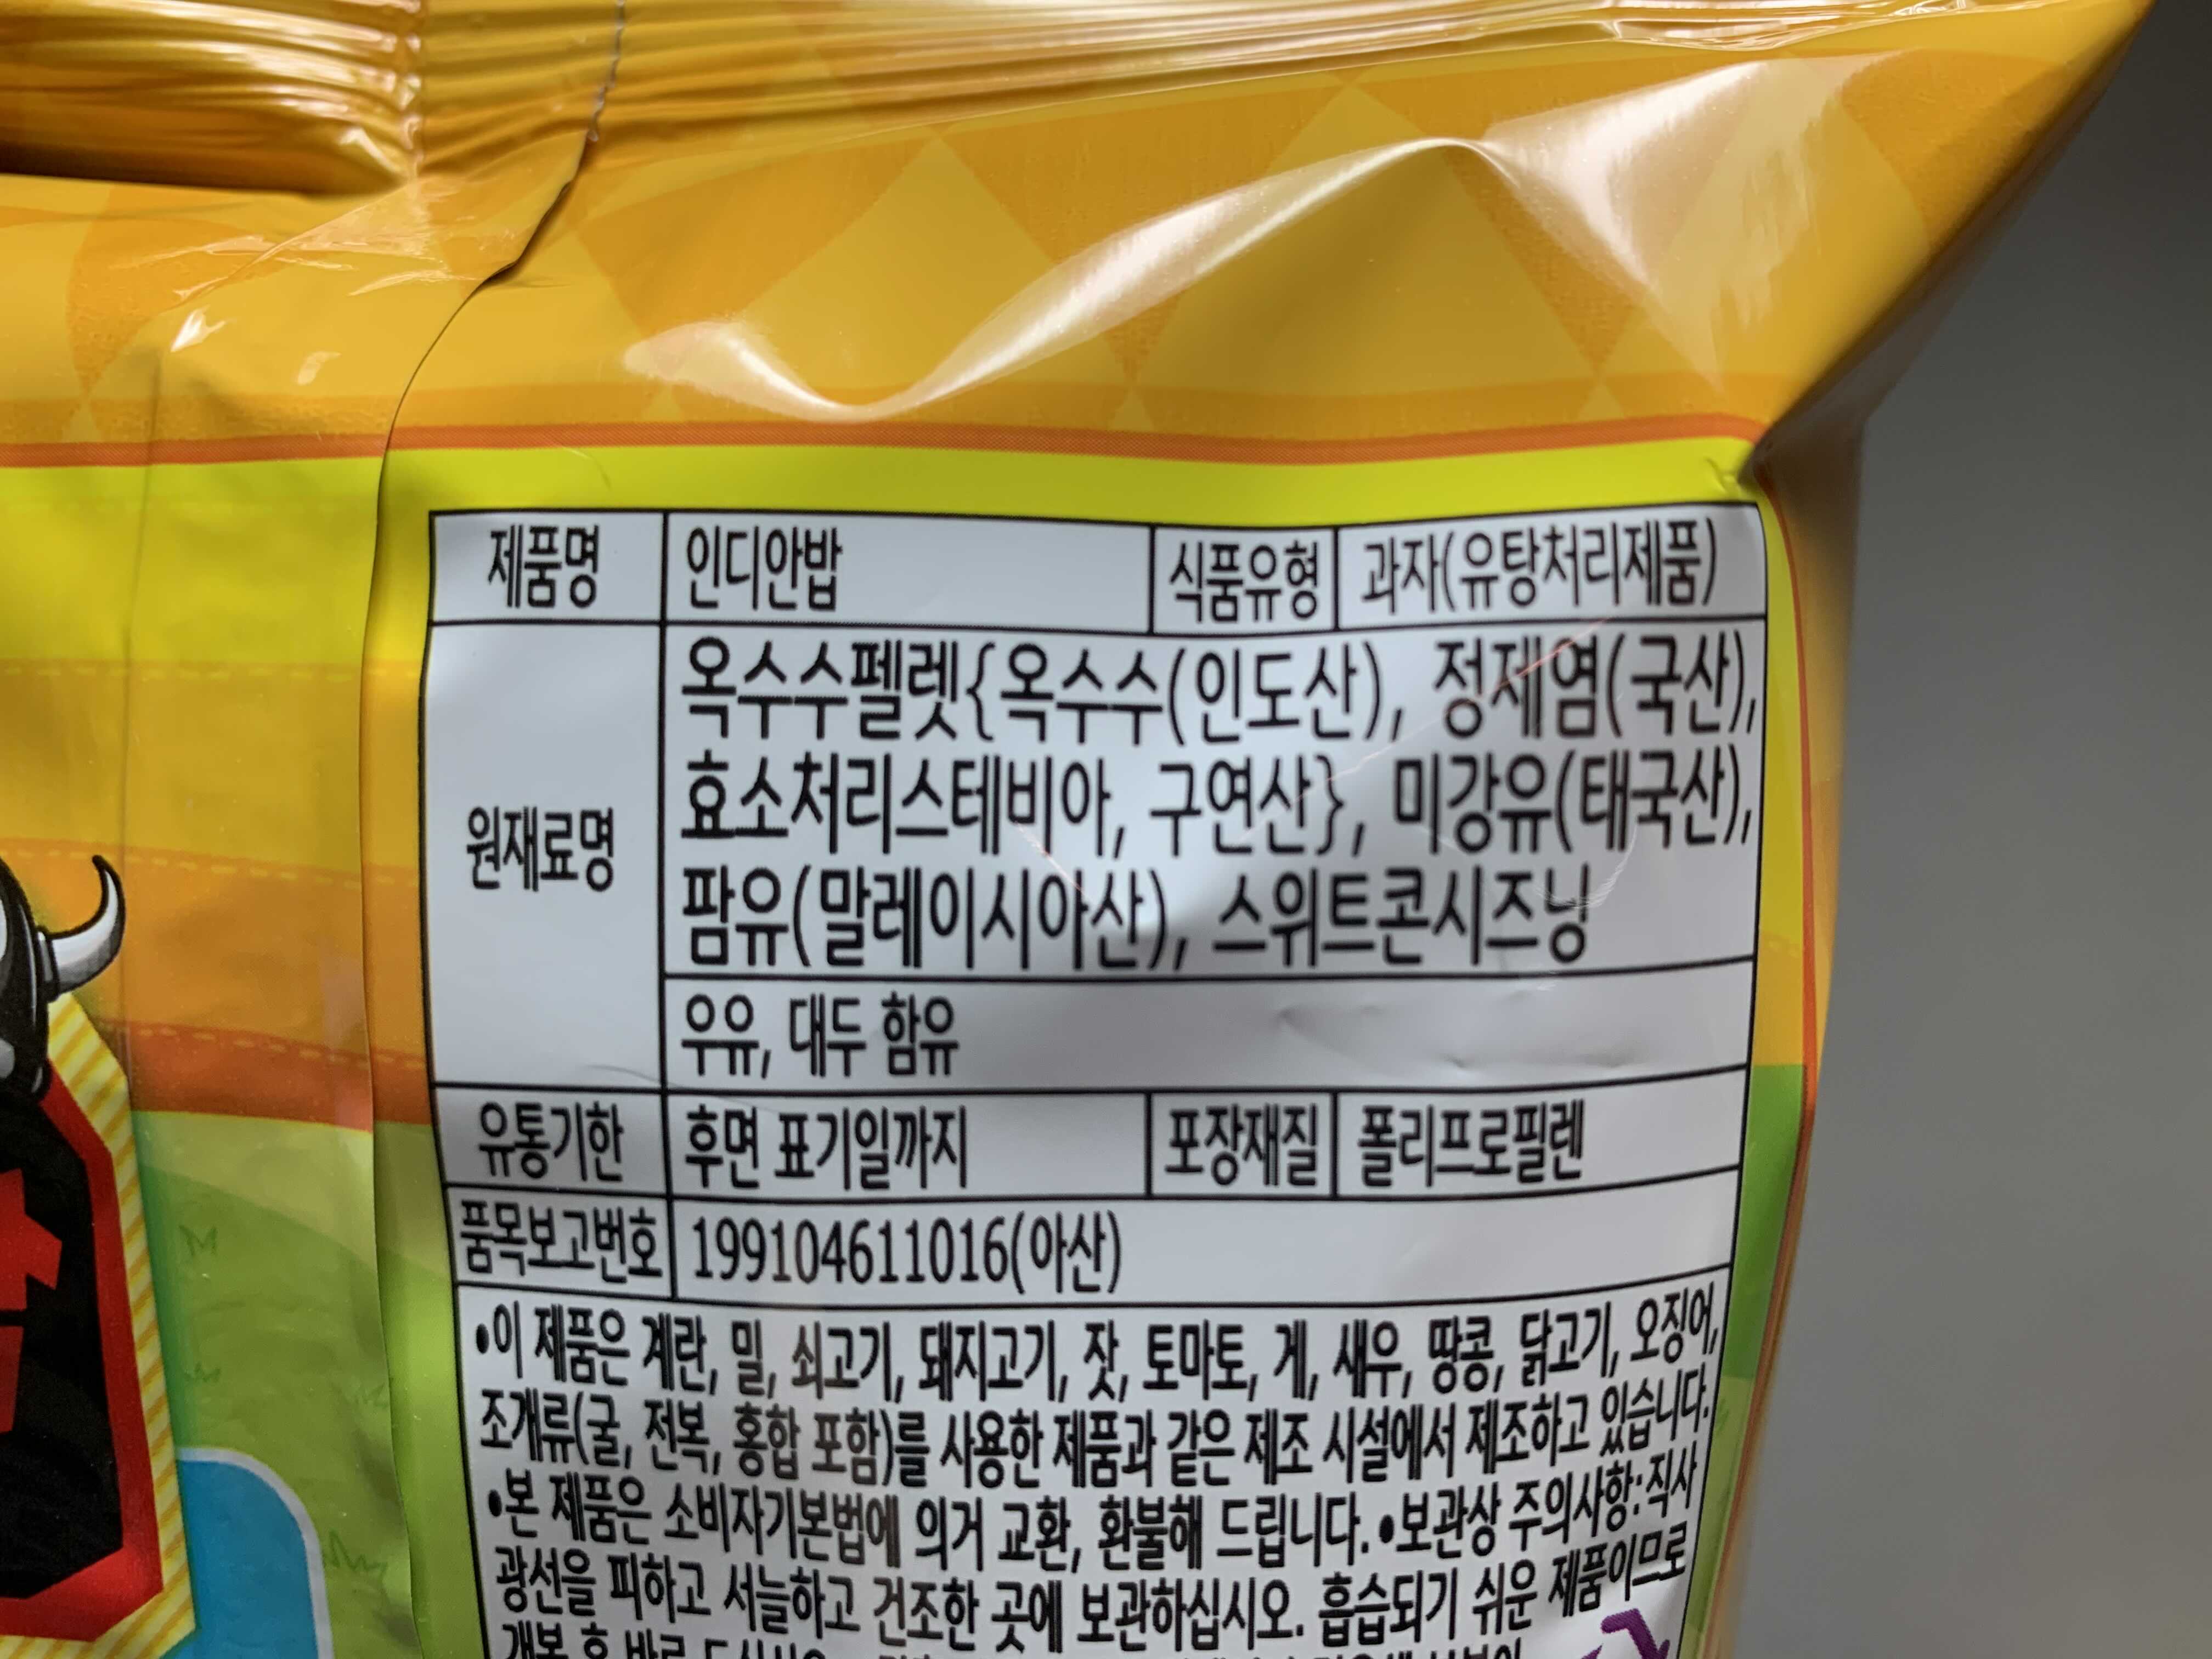 제품명 인디안밥 식품유형 과자(유탕처리제품)
원재료명
옥수수펠렛{옥수수(인도산), 정제염(국산),
효소처리스테비아, 구연산}, 미강유(태국산),
팜유(말레이시아산), 스위트콘시즈닝
우유, 대두 함유
유통기한 후면 표기일까지 포장재질 폴리프로필렌
품목보고번호 199104611016(아산)
•이 제품은 계란, 밀, 쇠고기, 돼지고기, 잣, 토마토, 게, 새우, 땅콩, 닭고기, 오징어,
조개류(굴, 전복, 홍합 포함)를 사용한 제품과 같은 제조 시설에서 제조하고 있습니다.
•본 제품은 소비자기본법에 의거 교환, 환불해 드립니다. •보관상 주의사항:직사
광선을 피하고 서늘하고 건조한 곳에 보관하십시오. 흡습되기 쉬운 제품이므로